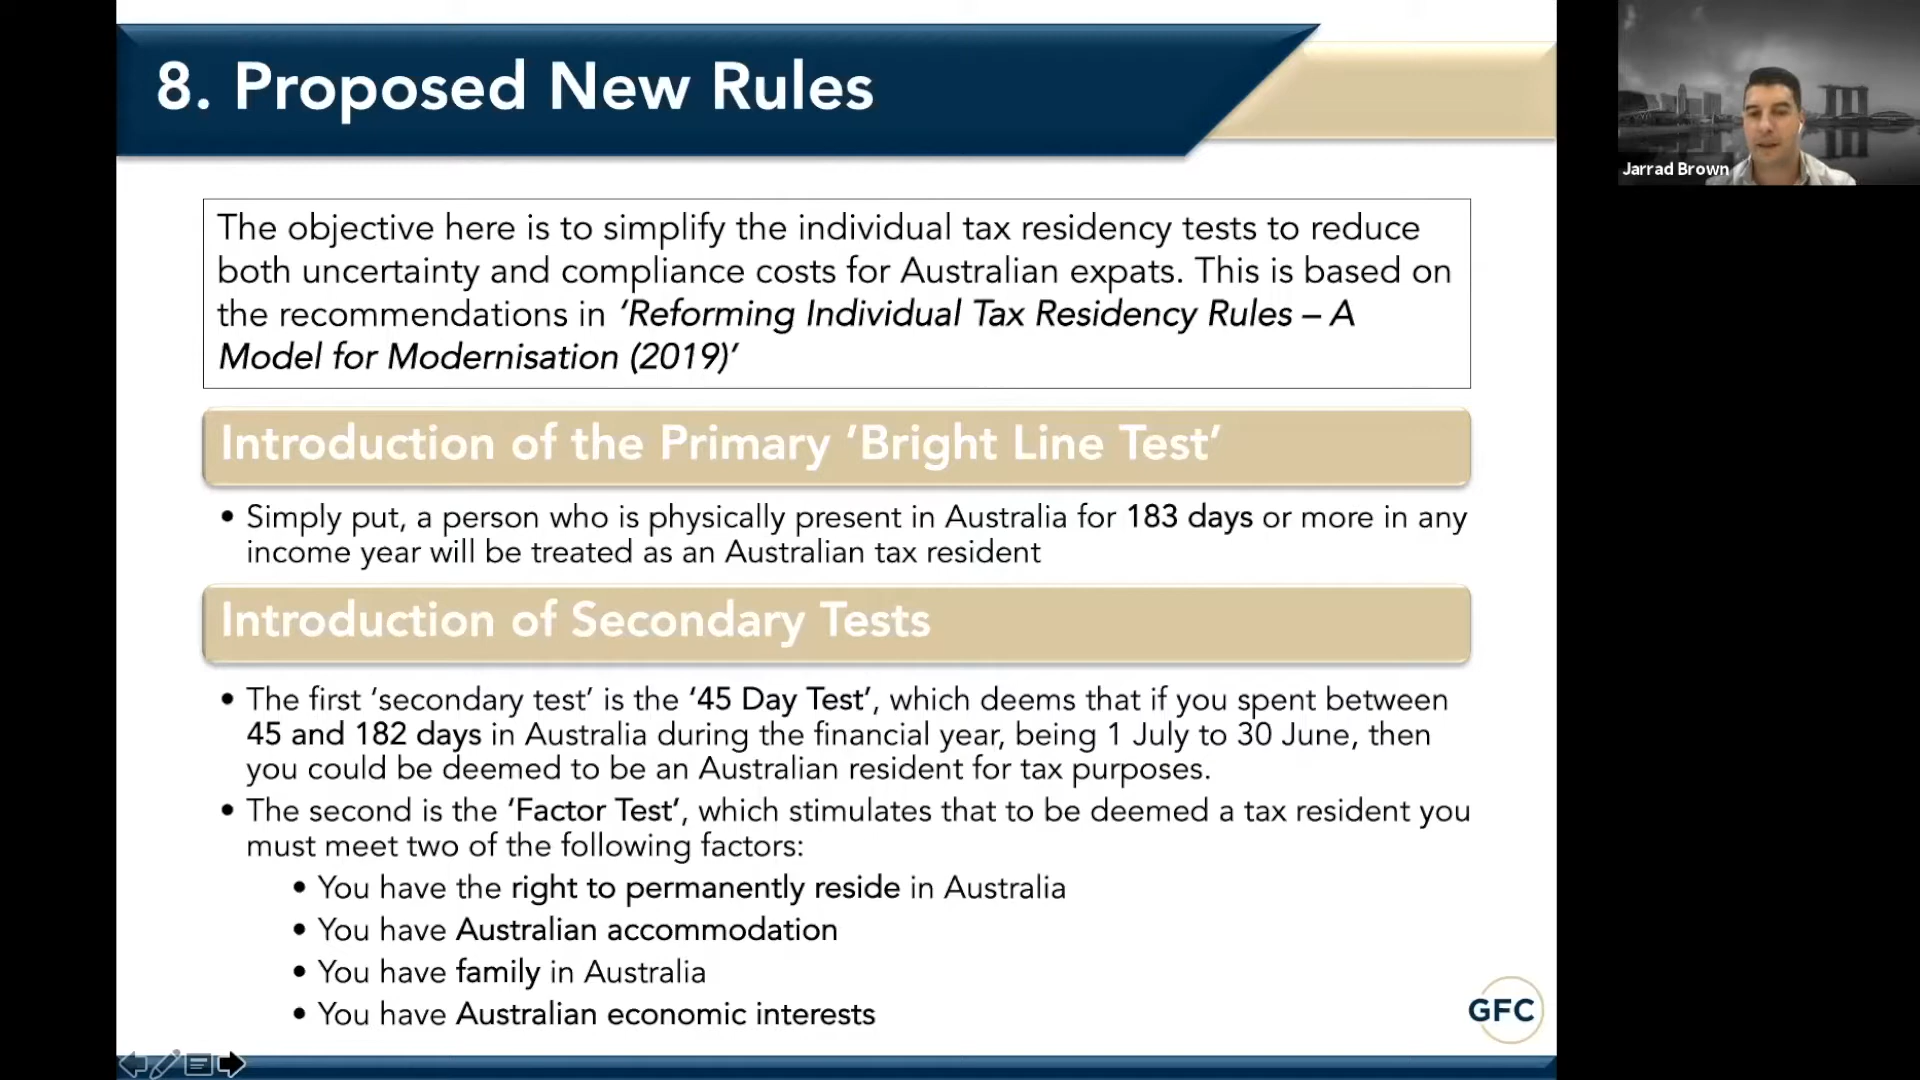 8. Proposed New Rules
Jarrad Brown
The objective here is to simplify the individual tax residency tests to reduce
both uncertainty and compliance costs for Australian expats. This is based on
the recommendations in ‘Reforming Individual Tax Residency Rules – A
Model for Modernisation (2019)’
Introduction of the Primary ‘Bright Line Test’
• Simply put, a person who is physically present in Australia for 183 days or more in any
income year will be treated as an Australian tax resident
Introduction of Secondary Tests
• The first ‘secondary test’ is the ‘45 Day Test’, which deems that if you spent between
45 and 182 days in Australia during the financial year, being 1 July to 30 June, then
you could be deemed to be an Australian resident for tax purposes.
• The second is the ‘Factor Test’, which stimulates that to be deemed a tax resident you
must meet two of the following factors:
• You have the right to permanently reside in Australia
• You have Australian accommodation
• You have family in Australia
• You have Australian economic interests
GFC